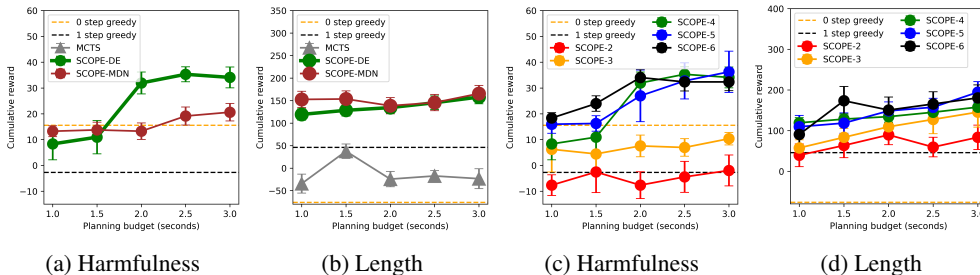 Cumulative reward
60
50
40
30
20
10
0
−10
0 step greedy
1 step greedy
MCTS
SCOPE-DE
SCOPE-MDN
1.0 1.5 2.0 2.5 3.0
Planning budget (seconds)
(a) Harmfulness
Cumulative reward
300
250
200
150
100
50
0
−50
0 step greedy
1 step greedy
MCTS
SCOPE-DE
SCOPE-MDN
1.0 1.5 2.0 2.5 3.0
Planning budget (seconds)
(b) Length
Cumulative reward
60
50
40
30
20
10
0
−10
0 step greedy
1 step greedy
SCOPE-2
SCOPE-3
SCOPE-4
SCOPE-5
SCOPE-6
1.0 1.5 2.0 2.5 3.0
Planning budget (seconds)
(c) Harmfulness
Cumulative reward
400
300
200
100
0
0 step greedy
1 step greedy
SCOPE-2
SCOPE-3
SCOPE-4
SCOPE-5
SCOPE-6
1.0 1.5 2.0 2.5 3.
Planning budget (seconds)
(d) Length